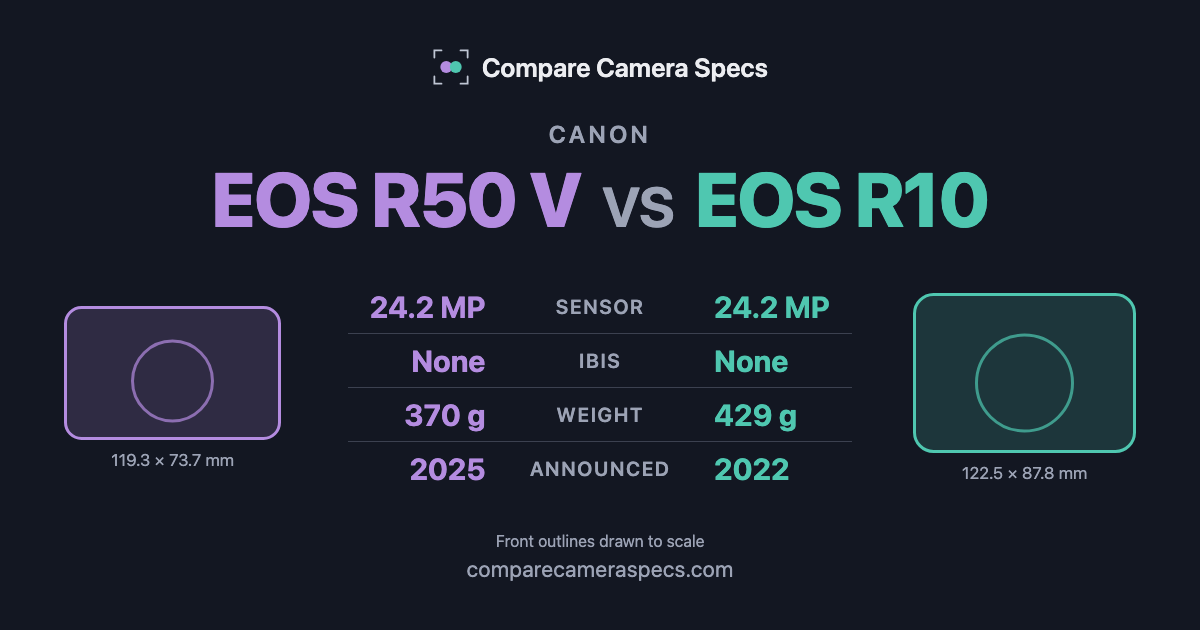 Compare Camera Specs
CANON
EOS R50 V VS EOS R10
24.2 MP SENSOR 24.2 MP
None IBIS None
370 g WEIGHT 429 g
2025 ANNOUNCED 2022
119.3 × 73.7 mm
122.5 × 87.8 mm
Front outlines drawn to scale
comparecameraspecs.com